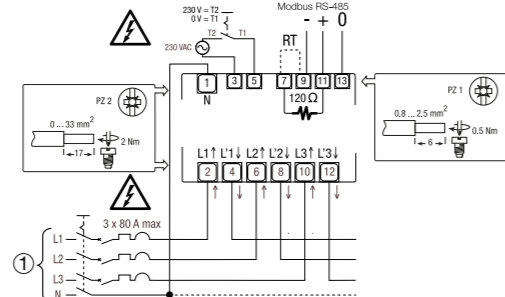 230 V = T2
0 V = T1
Modbus RS-485
- + 0
T2 T1
230 VAC
RT
1 3 5 7 9 11 13
N
120 Ω
PZ 2
0 ... 33 mm²
2 Nm
17
PZ 1
0.8 ... 2.5 mm²
0.5 Nm
6
L1↑ L'1↓ L2↑ L'2↓ L3↑ L'3↓
2 4 6 8 10 12
3 x 80 A max
1
L1
L2
L3
N